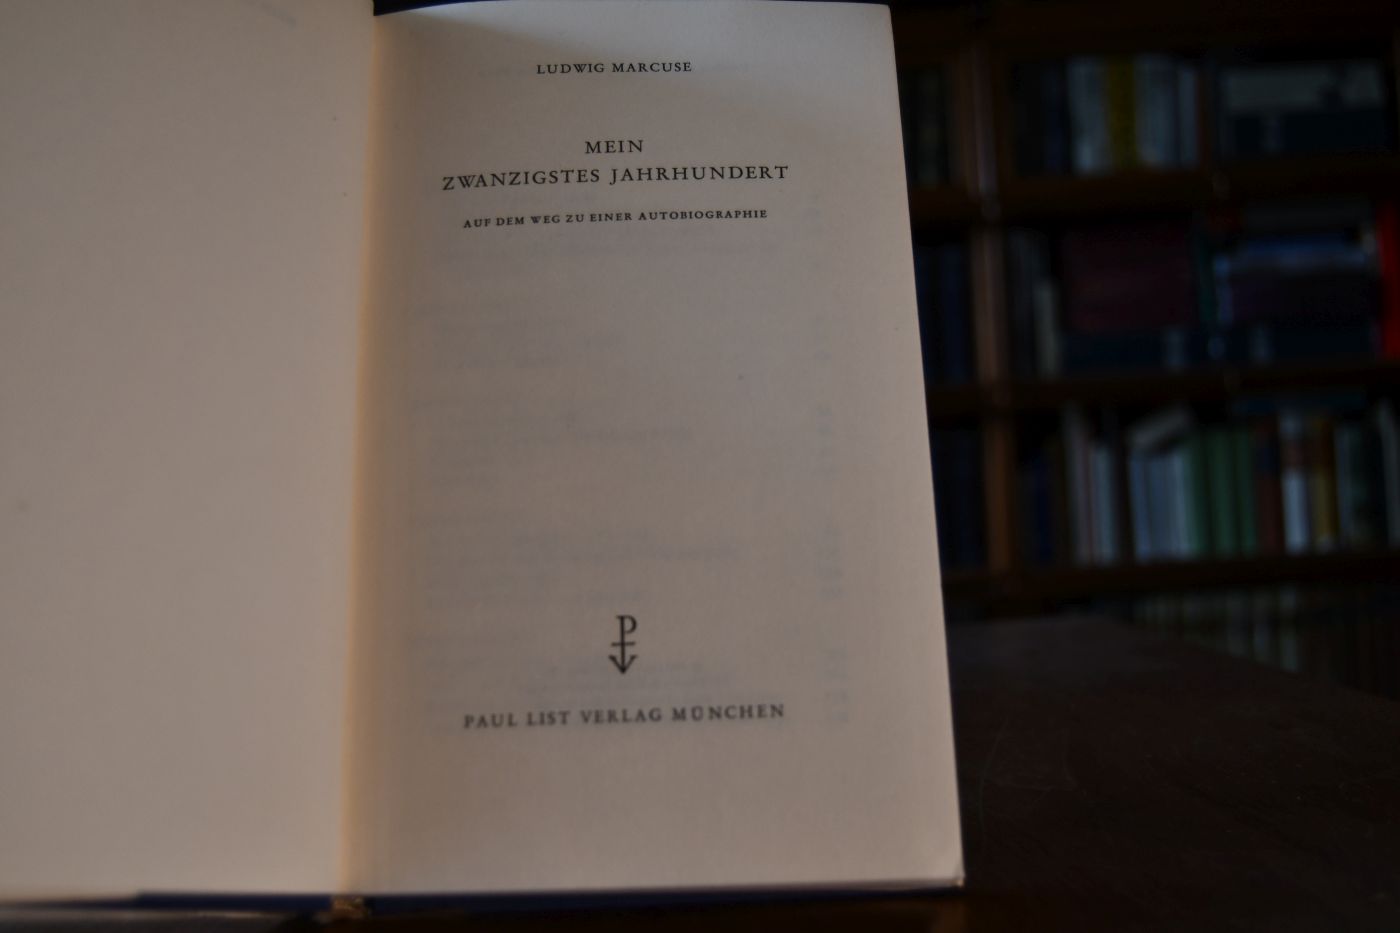 LUDWIG MARCUSE
MEIN
ZWANZIGSTES JAHRHUNDERT
AUF DEM WEG ZU EINER AUTOBIOGRAPHIE
P
PAUL LIST VERLAG MÜNCHEN